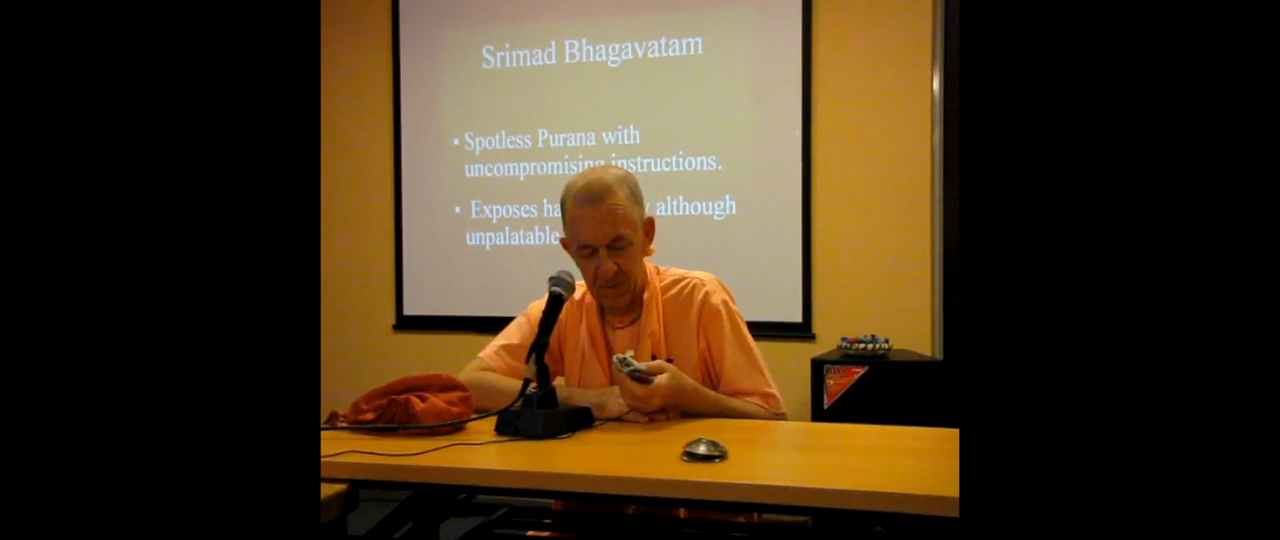 Srimad Bhagavatam
• Spotless Purana with
uncompromising instructions.
• Exposes although
unpalatable